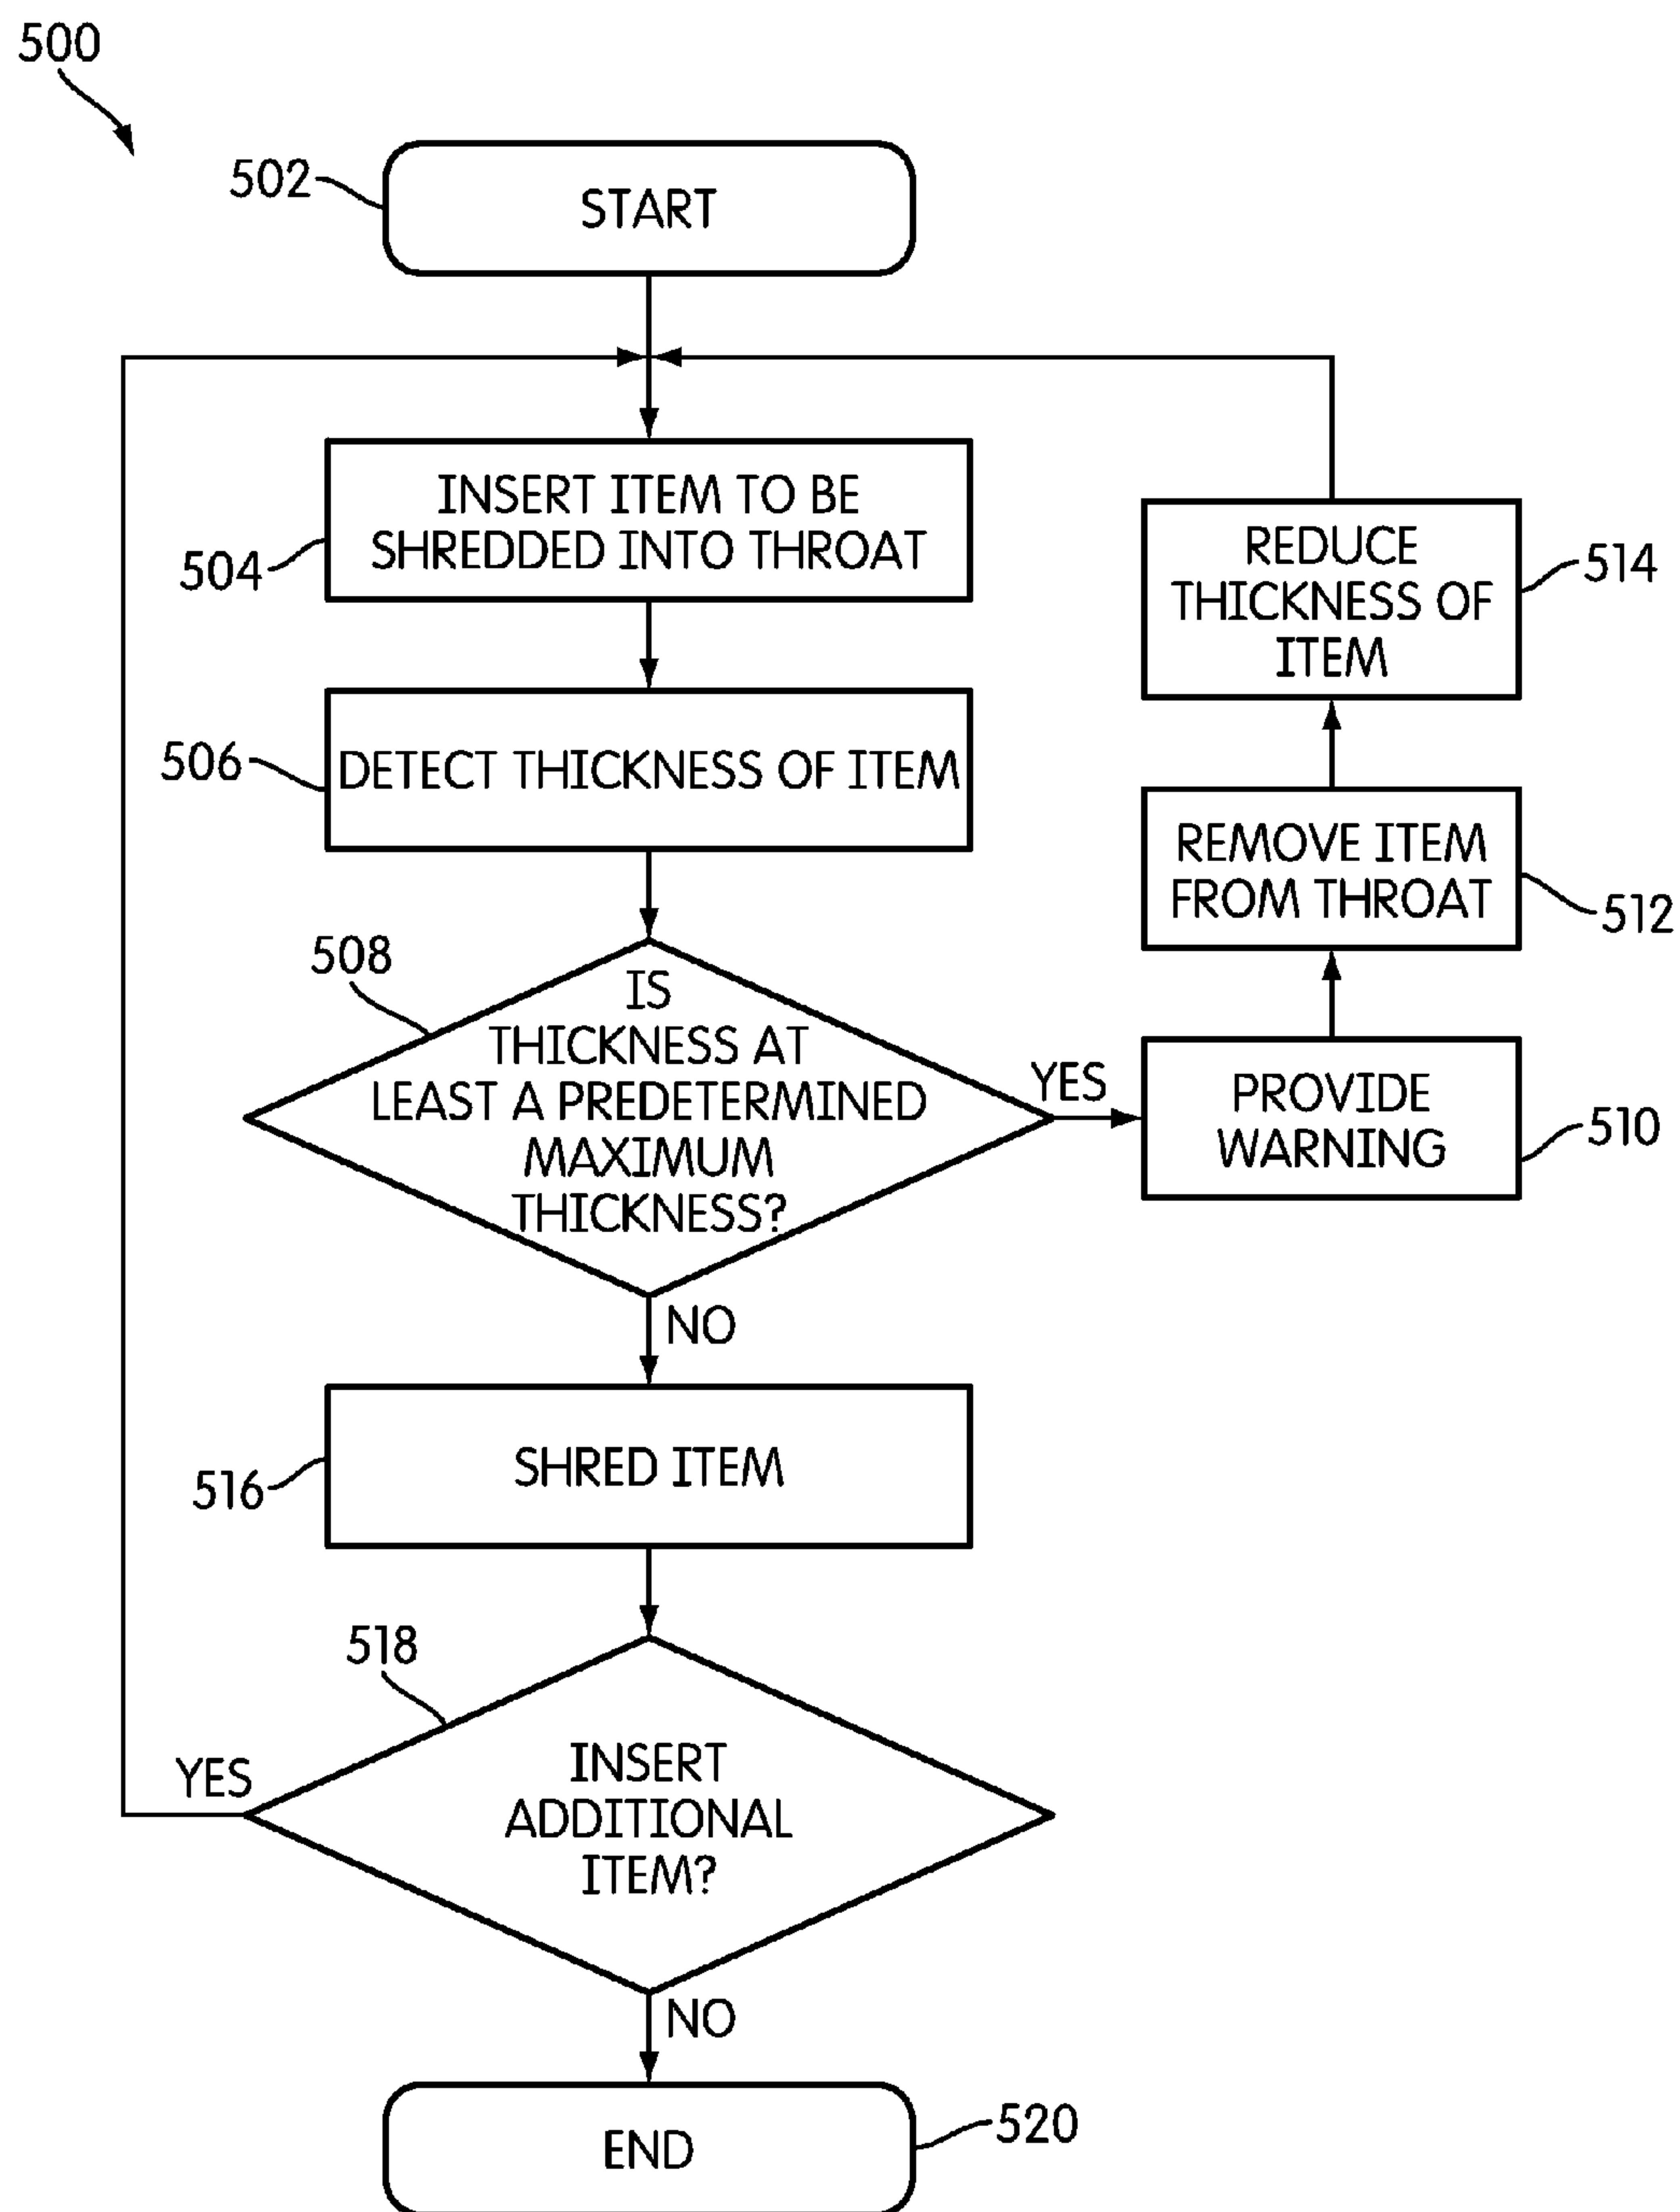 500
502
START
INSERT ITEM TO BE
SHREDDED INTO THROAT
504
REDUCE
THICKNESS OF
ITEM
514
506
DETECT THICKNESS OF ITEM
REMOVE ITEM
FROM THROAT
512
508
IS
THICKNESS AT
LEAST A PREDETERMINED
MAXIMUM
THICKNESS?
YES
PROVIDE
WARNING
510
NO
SHRED ITEM
516
518
INSERT
ADDITIONAL
ITEM?
YES
NO
END
520